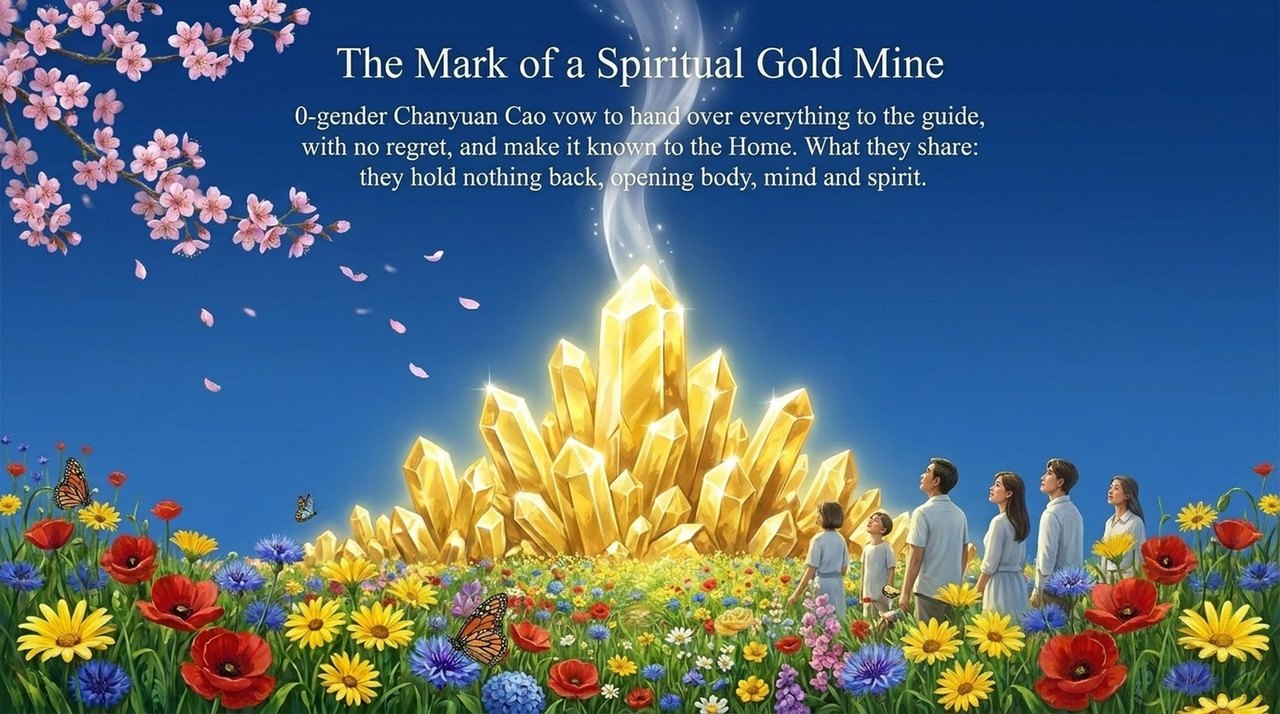 The Mark of a Spiritual Gold Mine
0-gender Chanyuan Cao vow to hand over everything to the guide,
with no regret, and make it known to the Home. What they share:
they hold nothing back, opening body, mind and spirit.